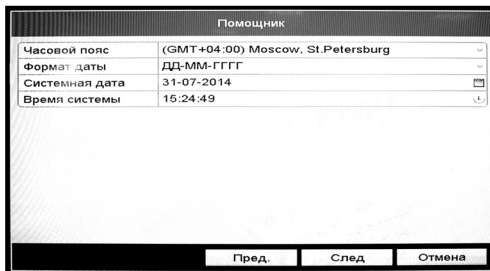 Помощник
Часовой пояс (GMT+04:00) Moscow, St.Petersburg
Формат даты ДД-ММ-ГГГГ
Системная дата 31-07-2014
Время системы 15:24:49
Пред. След Отмена